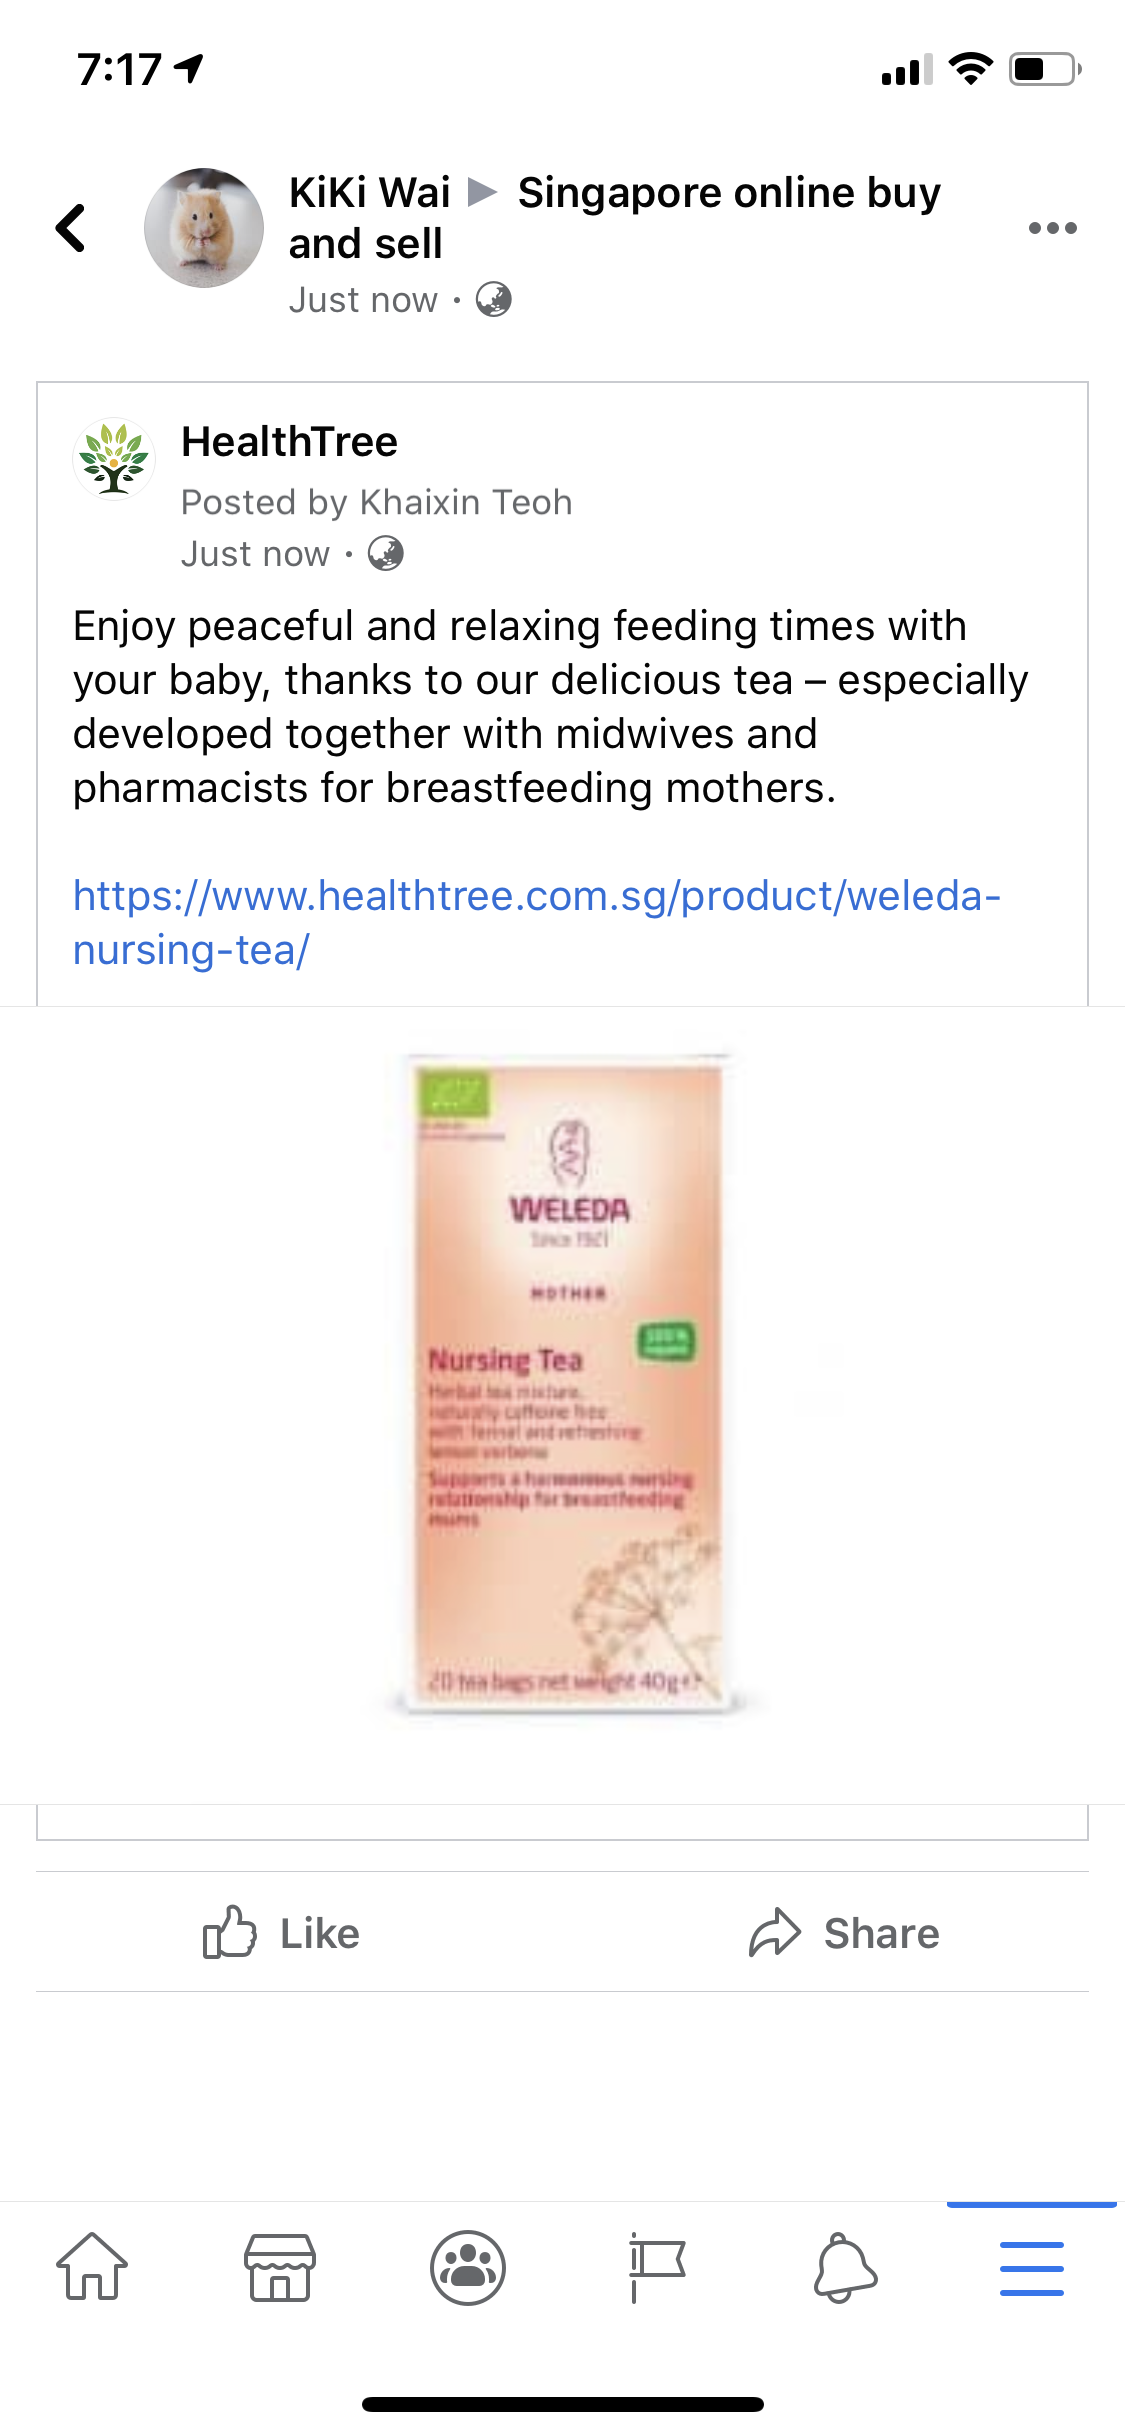 7:17
KiKi Wai ▶ Singapore online buy
and sell
Just now ·
HealthTree
Posted by Khaixin Teoh
Just now ·
Enjoy peaceful and relaxing feeding times with
your baby, thanks to our delicious tea – especially
developed together with midwives and
pharmacists for breastfeeding mothers.
https://www.healthtree.com.sg/product/weleda-
nursing-tea/
WELEDA
Since 1921
MOTHER
Nursing Tea
Herbal tea mixture,
naturally caffeine free
with fennel and refreshing
lemon verbena
Supports a harmonious nursing
relationship for breastfeeding
mums
20 tea bags net weight 40g
Like
Share